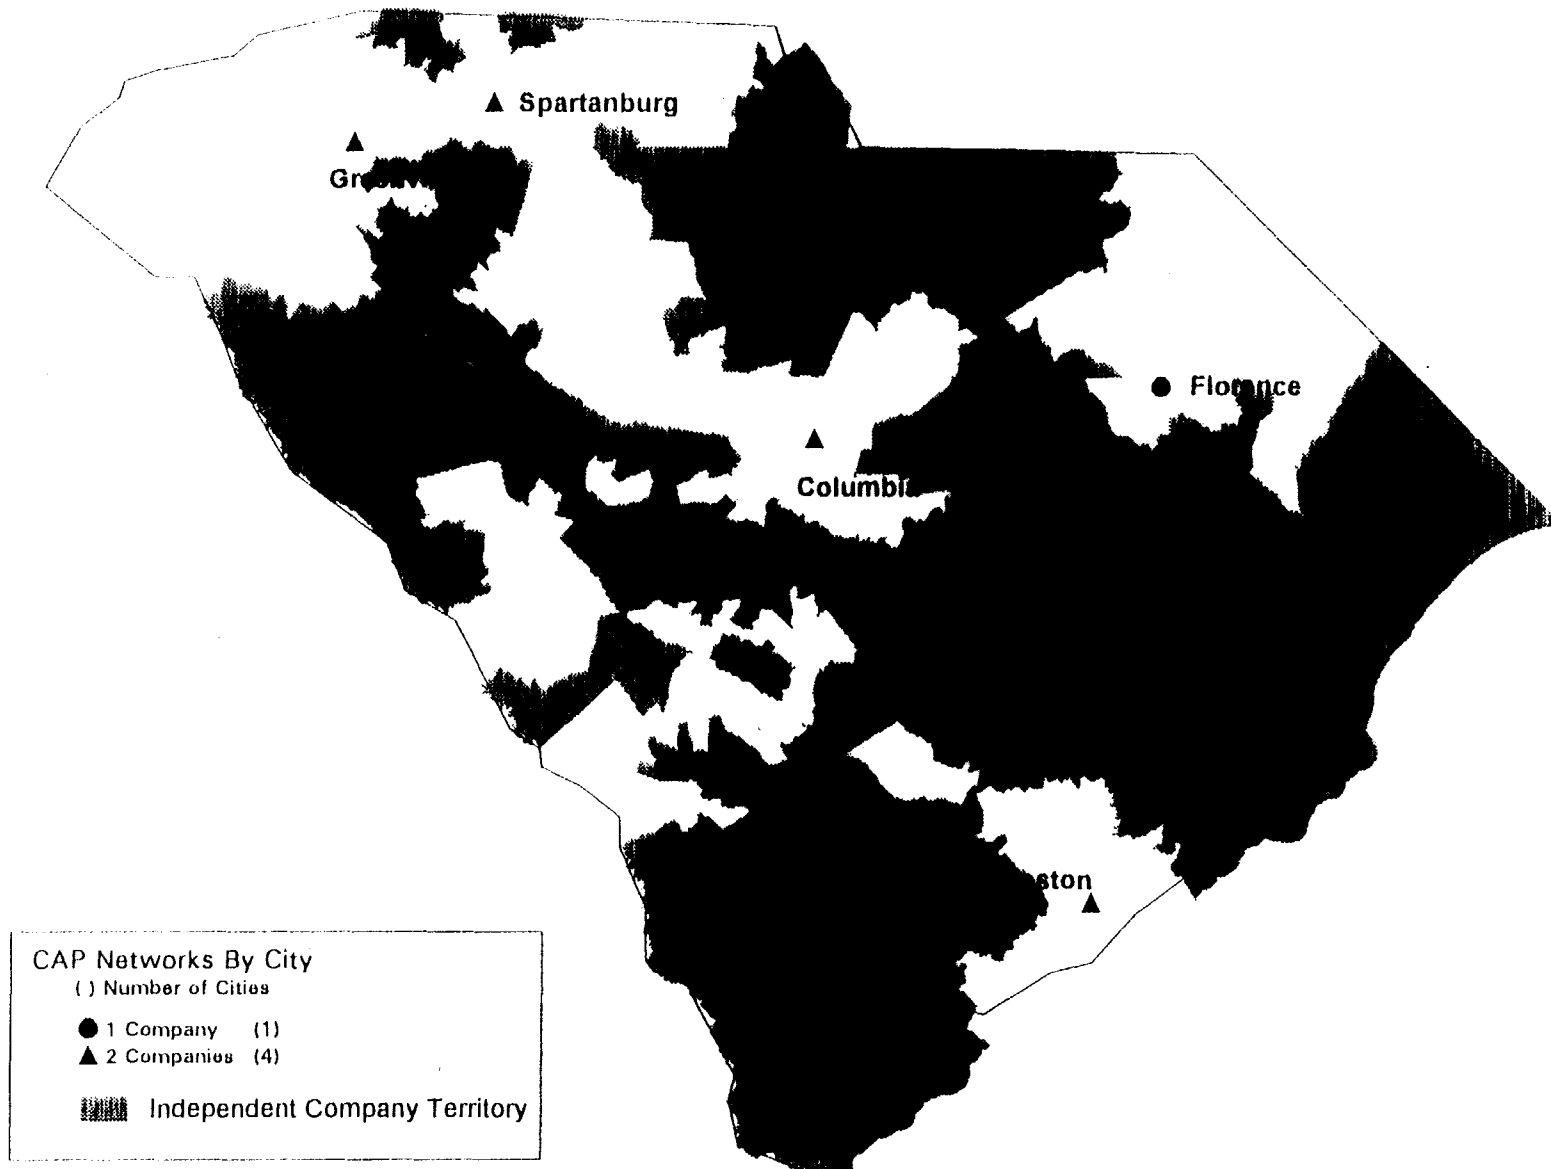 Spartanburg
Florence
Columbia
CAP Networks By City
( ) Number of Cities
1 Company (1)
2 Companies (4)
Independent Company Territory